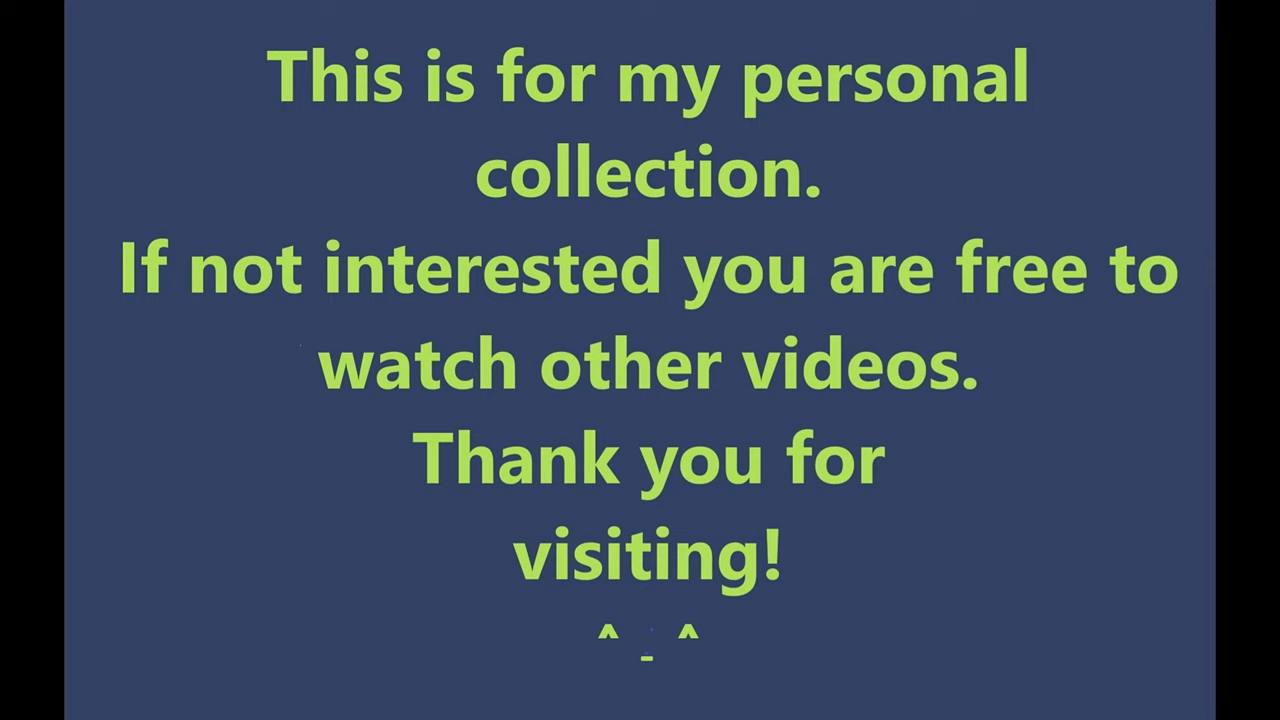 This is for my personal
collection.
If not interested you are free to
watch other videos.
Thank you for
visiting!
^ - ^